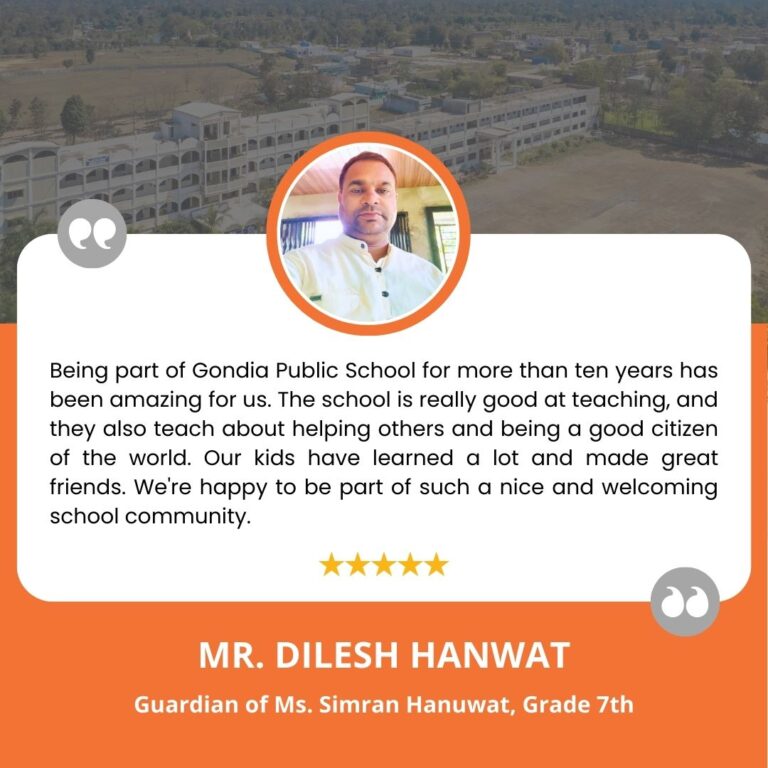 Being part of Gondia Public School for more than ten years has
been amazing for us. The school is really good at teaching, and
they also teach about helping others and being a good citizen
of the world. Our kids have learned a lot and made great
friends. We're happy to be part of such a nice and welcoming
school community.
MR. DILESH HANWAT
Guardian of Ms. Simran Hanuwat, Grade 7th